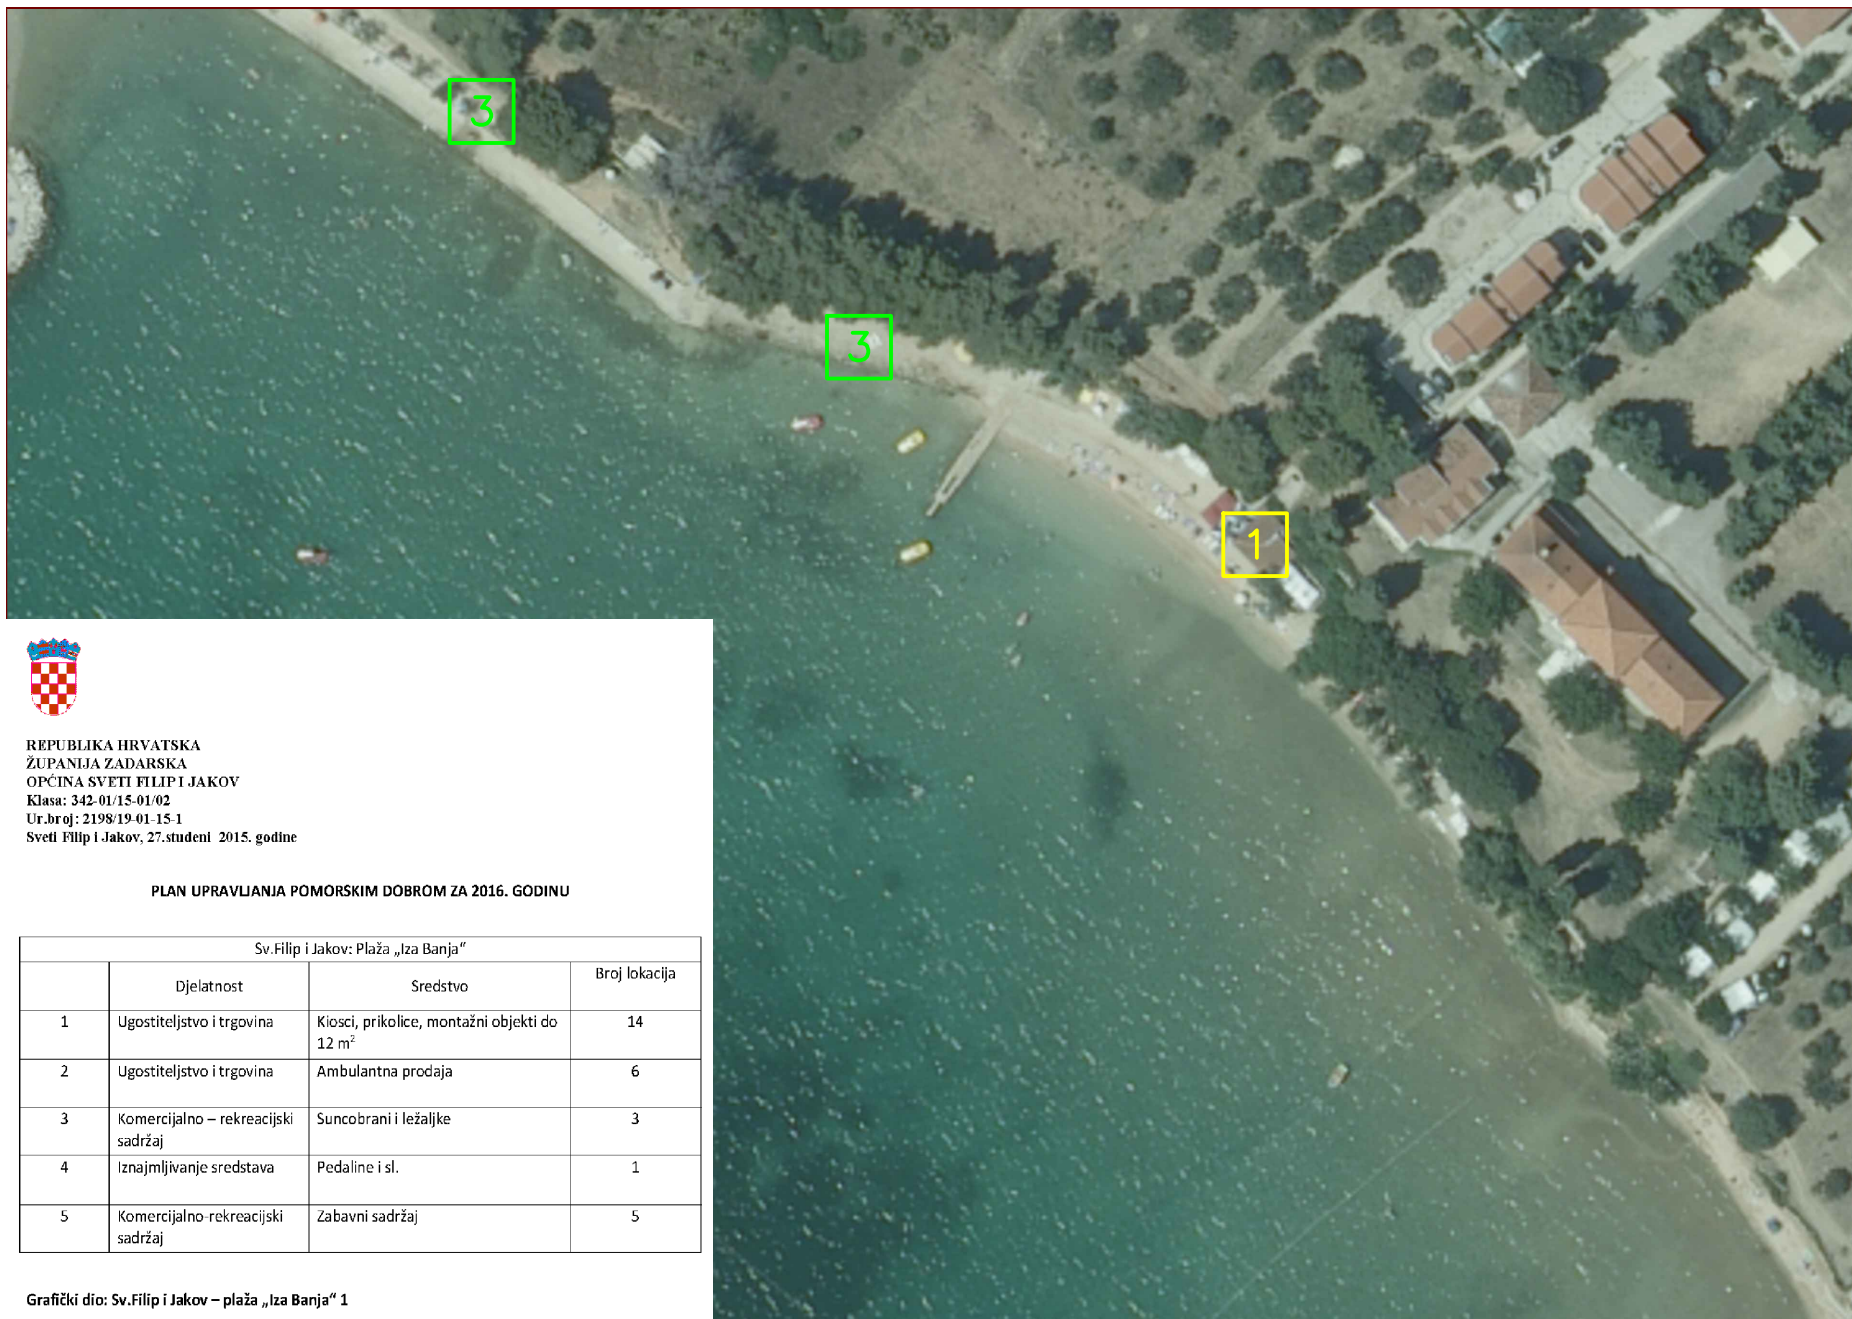 3
3
1
REPUBLIKA HRVATSKA
ŽUPANIJA ZADARSKA
OPĆINA SVETI FILIP I JAKOV
Klasa: 342-01/15-01/02
Ur.broj: 2198/19-01-15-1
Sveti Filip i Jakov, 27.studeni 2015. godine
PLAN UPRAVLJANJA POMORSKIM DOBROM ZA 2016. GODINU
Sv.Filip i Jakov: Plaža „Iza Banja“
Djelatnost Sredstvo Broj lokacija
1 Ugostiteljstvo i trgovina Kiosci, prikolice, montažni objekti do 14
12 m²
2 Ugostiteljstvo i trgovina Ambulantna prodaja 6
3 Komercijalno – rekreacijski Suncobrani i ležaljke 3
sadržaj
4 Iznajmljivanje sredstava Pedaline i sl. 1
5 Komercijalno-rekreacijski Zabavni sadržaj 5
sadržaj
Grafički dio: Sv.Filip i Jakov – plaža „Iza Banja“ 1